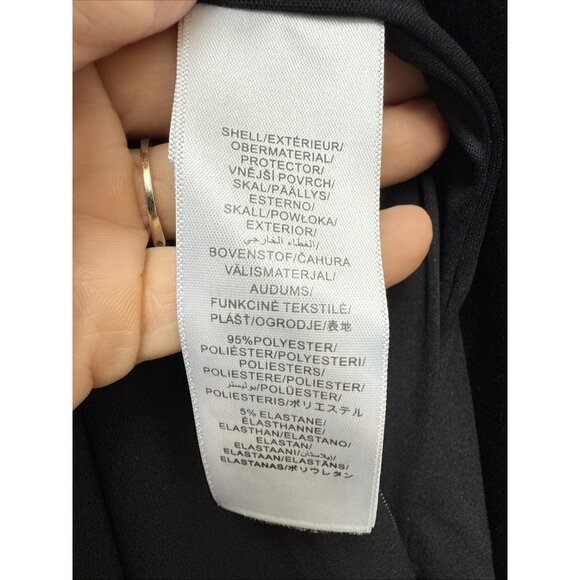 SHELL/EXTÉRIEUR/
OBERMATERIAL/
PROTECTOR/
VNĚJŠÍ POVRCH/
SKAL/PÄÄLLYS/
ESTERNO/
SKALL/POWŁOKA/
EXTERIOR/
الغطاء الخارجي/
BOVENSTOF/ČAHURA
VÄLISMATERJAL/
AUDUMS/
FUNKCINĖ TEKSTILĖ/
PLÁŠŤ/OGRODJE/表地
95%POLYESTER/
POLIÉSTER/POLYESTERI/
POLIESTERS/
POLIESTERE/POLIESTER/
بوليستر/POLÜESTER/
POLIESTERIS/ポリエステル
5% ELASTANE/
ÉLASTHANNE/
ELASTHAN/ELASTANO/
ELASTAN/
ELASTAANI/إيلاستان/
ELASTAAN/ELASTĀNS/
ELASTANAS/ポリウレタン